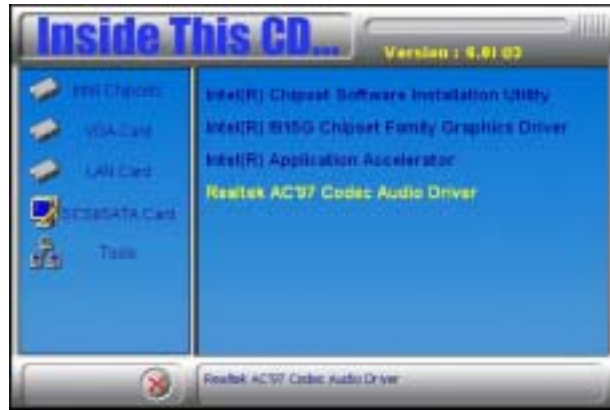 Inside This CD...
Version : 6.01 03
Intel Chipsets
VGA Card
LAN Card
SCSI&SATA Card
Tools
Intel(R) Chipset Software Installation Utility
Intel(R) i915G Chipset Family Graphics Driver
Intel(R) Application Accelerator
Realtek AC'97 Codec Audio Driver
Realtek AC'97 Codec Audio Driver